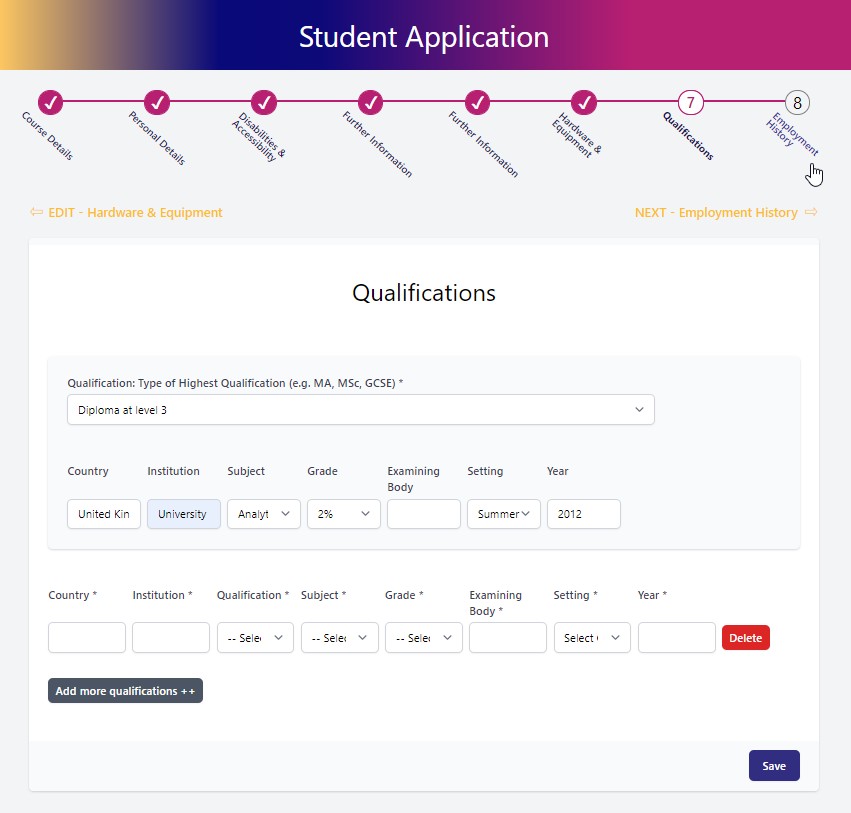 Student Application
7
8
Course Details
Personal Details
Disabilities &
Accessibility
Further Information
Further Information
Hardware &
Equipment
Qualifications
Employment
History
⇦ EDIT - Hardware & Equipment
NEXT - Employment History ⇨
Qualifications
Qualification: Type of Highest Qualification (e.g. MA, MSc, GCSE) *
Diploma at level 3
Country Institution Subject Grade Examining Body Setting Year
United Kin University Analyt 2% Summer 2012
Country * Institution * Qualification * Subject * Grade * Examining Body * Setting * Year *
-- Selec -- Selec -- Selec Select Delete
Add more qualifications ++
Save